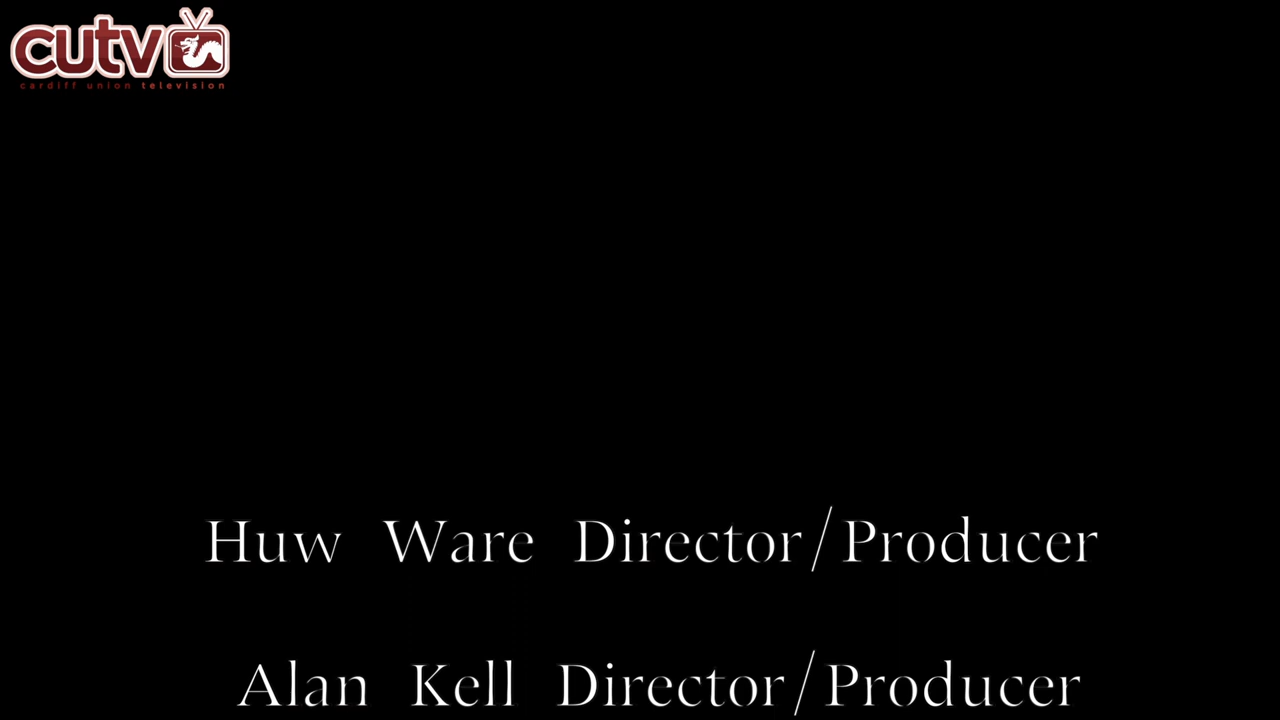 cutv
cardiff union television
Huw Ware Director/Producer
Alan Kell Director/Producer